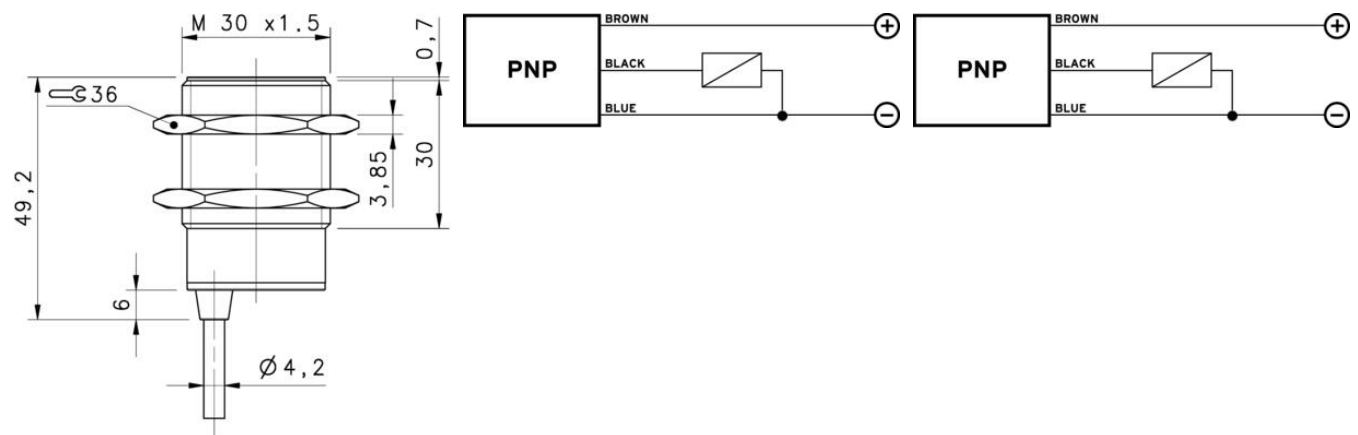 M 30 x1.5
0,7
36
49,2
3,85
30
6
Ø4,2
BROWN
PNP
BLACK
BLUE
BROWN
PNP
BLACK
BLUE